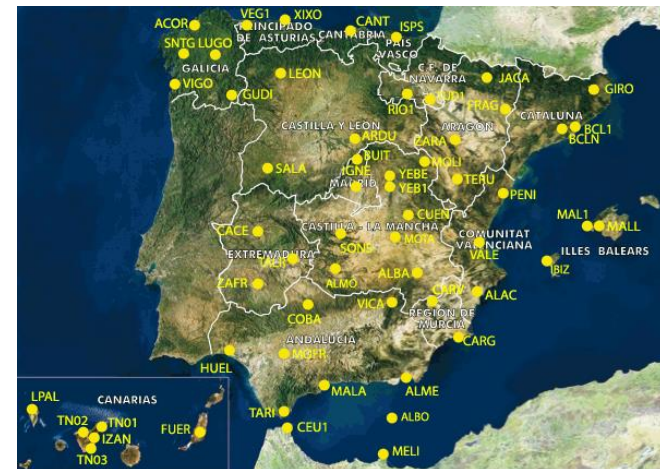 ACOR
VEG1
XIXO
CANT
ISPS
PRINCIPADO
DE ASTURIAS
CANTABRIA
PAIS
VASCO
SNTG
LUGO
GALICIA
VIGO
GUDI
LEON
C.F. DE
NAVARRA
RIO1
JACA
FRAG
GIRO
CATALUNA
BCL1
BCLN
CASTILLA Y LEON
ARDU
ARAGON
ZARA
BUIT
IGNE
MADRID
MOLI
YEBE
YEB1
TERU
PENI
SALA
CUEN
MAL1
MALL
CACE
CASTILLA - LA MANCHA
SONS
MOTA
COMUNITAT
VALENCIANA
VALE
ILLES BALEARS
IBIZ
EXTREMADURA
ALMO
ALBA
ZAFR
COBA
VICA
CARV
ALAC
REGION DE
MURCIA
CARG
ANDALUCIA
HUEL
MOFR
MALA
ALME
CANARIAS
LPAL
TN02
TN01
IZAN
TN03
FUER
TARI
CEU1
ALBO
MELI